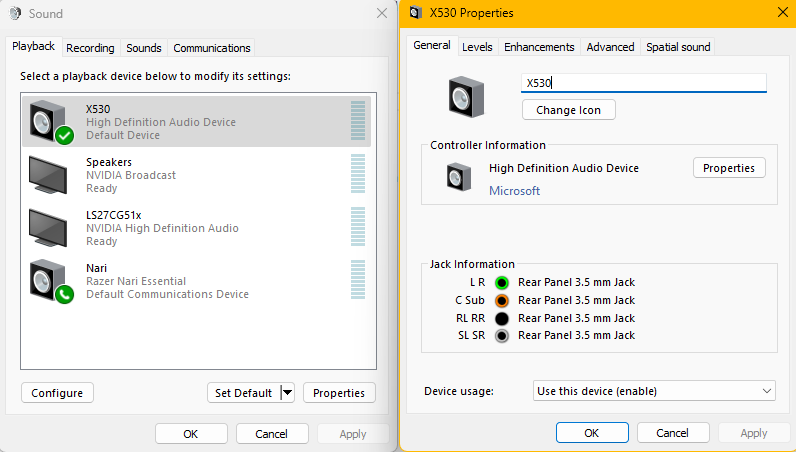 Sound
Playback Recording Sounds Communications
Select a playback device below to modify its settings:
X530
High Definition Audio Device
Default Device
Speakers
NVIDIA Broadcast
Ready
LS27CG51x
NVIDIA High Definition Audio
Ready
Nari
Razer Nari Essential
Default Communications Device
Configure Set Default Properties
OK Cancel Apply
X530 Properties
General Levels Enhancements Advanced Spatial sound
X530
Change Icon
Controller Information
High Definition Audio Device Properties
Microsoft
Jack Information
L R Rear Panel 3.5 mm Jack
C Sub Rear Panel 3.5 mm Jack
RL RR Rear Panel 3.5 mm Jack
SL SR Rear Panel 3.5 mm Jack
Device usage: Use this device (enable)
OK Cancel Apply